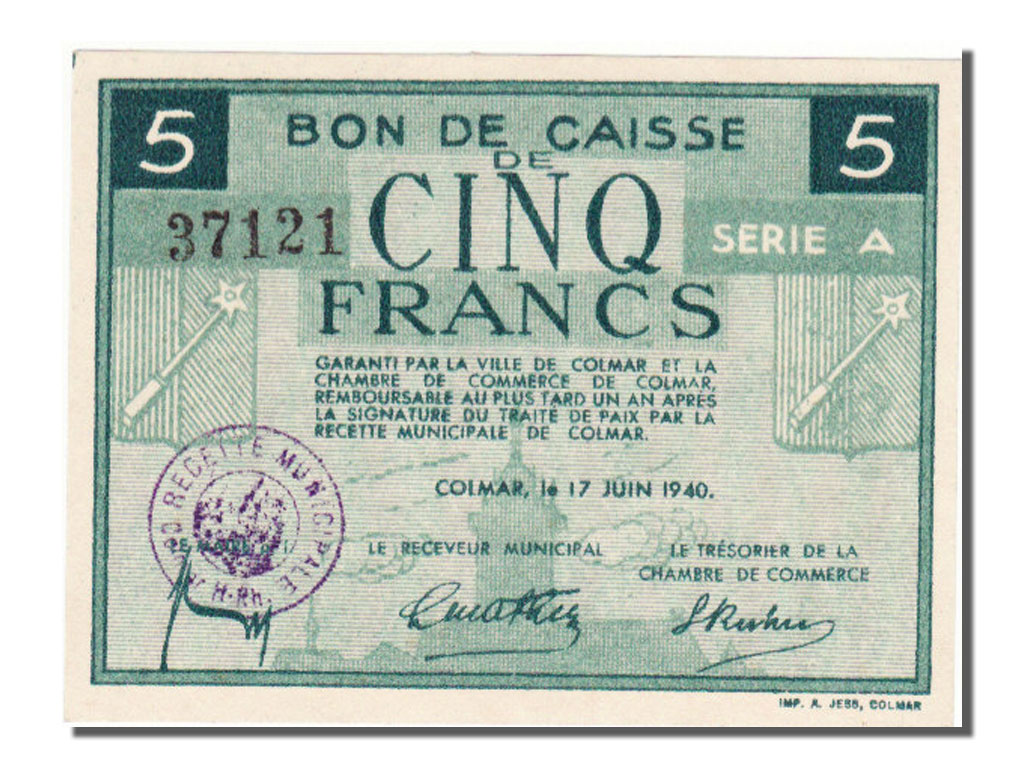 5 BON DE CAISSE 5
DE
37121 CINQ SERIE A
FRANCS
GARANTI PAR LA VILLE DE COLMAR ET LA
CHAMBRE DE COMMERCE DE COLMAR,
REMBOURSABLE AU PLUS TARD UN AN APRÈS
LA SIGNATURE DU TRAITÉ DE PAIX PAR LA
RECETTE MUNICIPALE DE COLMAR.
RECETTE MUNICIPALE
H-Rh.
COLMAR, le 17 JUIN 1940.
LE RECEVEUR MUNICIPAL
LE TRÉSORIER DE LA
CHAMBRE DE COMMERCE
IMP. A. JESS, COLMAR